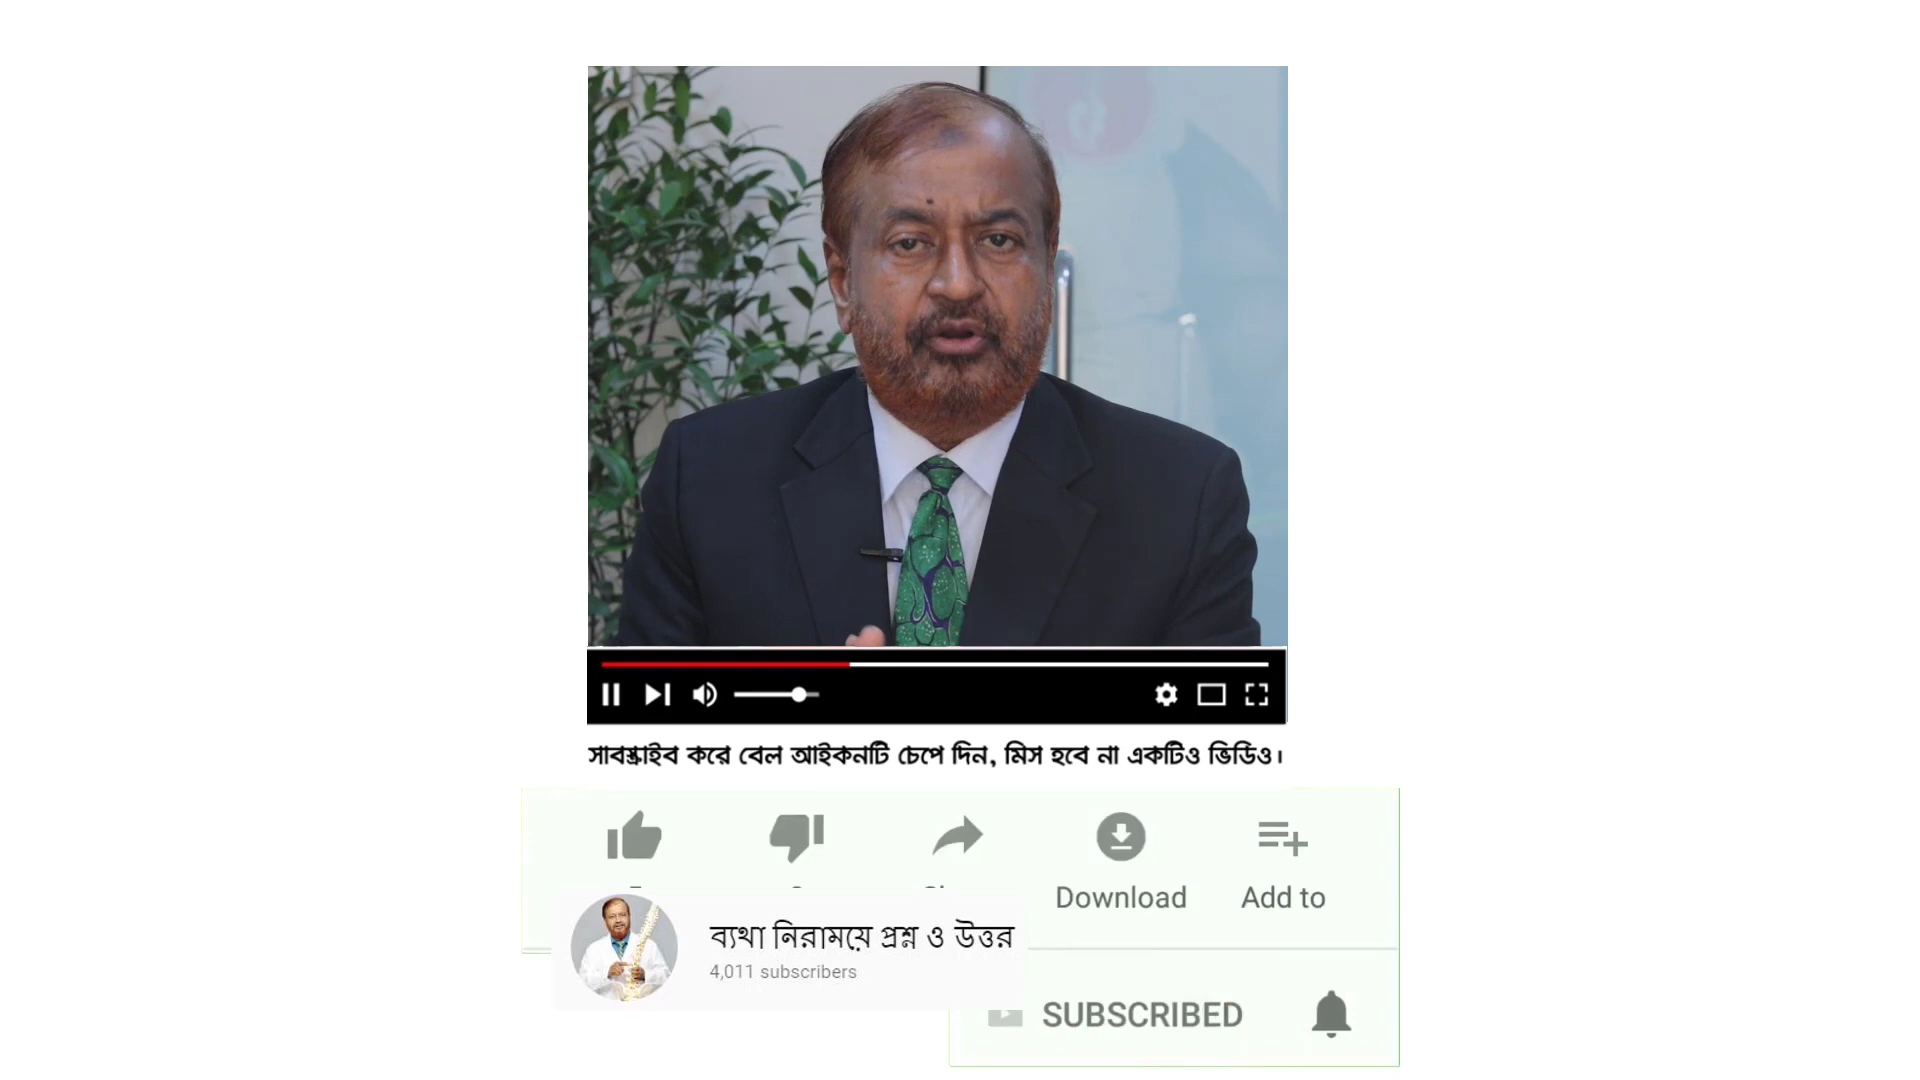 সাবস্ক্রাইব করে বেল আইকনটি চেপে দিন, মিস হবে না একটিও ভিডিও।
Download
Add to
ব্যথা নিরাময়ে প্রশ্ন ও উত্তর
4,011 subscribers
SUBSCRIBED